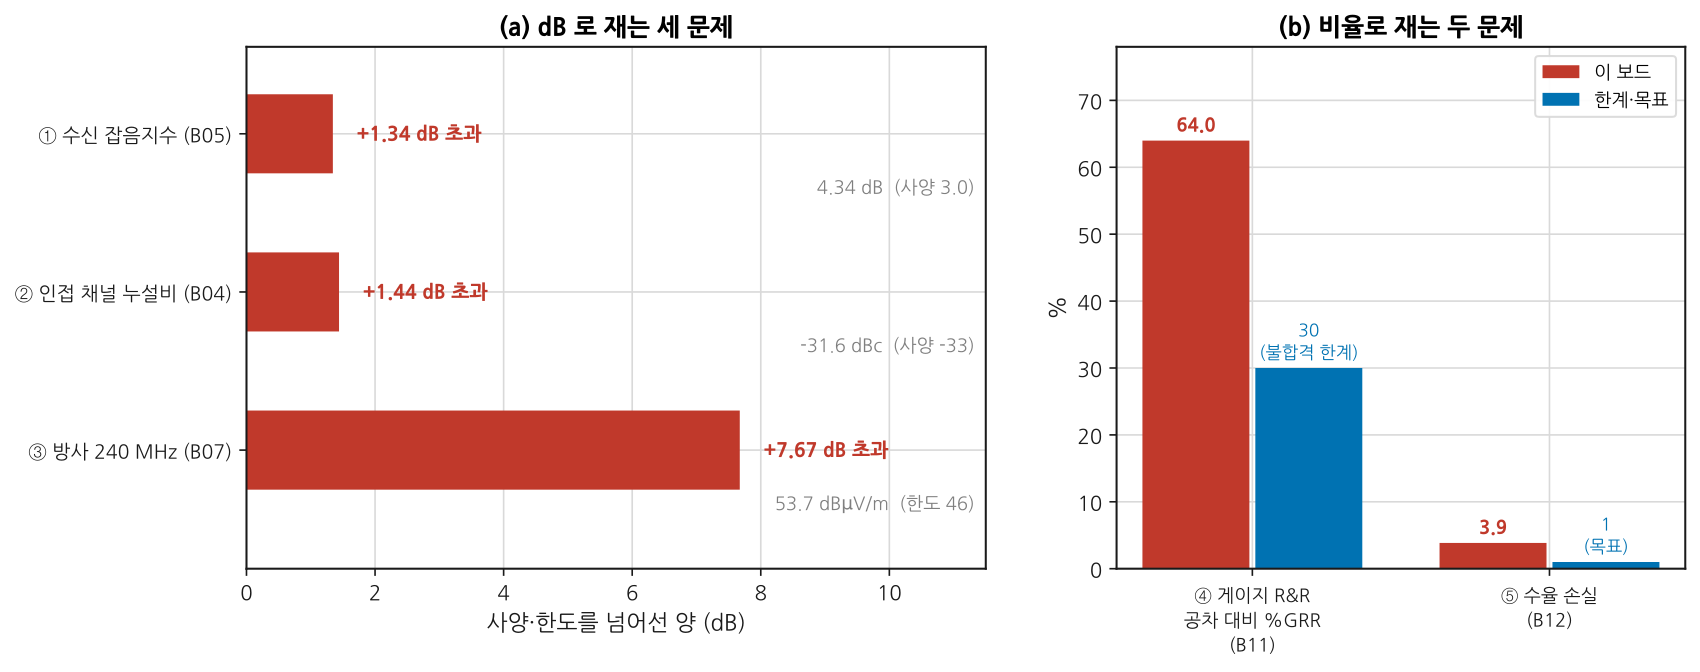 (a) dB 로 재는 세 문제
① 수신 잡음지수 (B05)
+1.34 dB 초과
4.34 dB (사양 3.0)
② 인접 채널 누설비 (B04)
+1.44 dB 초과
-31.6 dBc (사양 -33)
③ 방사 240 MHz (B07)
+7.67 dB 초과
53.7 dBμV/m (한도 46)
0 2 4 6 8 10
사양·한도를 넘어선 양 (dB)
(b) 비율로 재는 두 문제
이 보드
한계·목표
%
70
60
50
40
30
20
10
0
64.0
30
(불합격 한계)
3.9
1
(목표)
④ 게이지 R&R
공차 대비 %GRR
(B11)
⑤ 수율 손실
(B12)